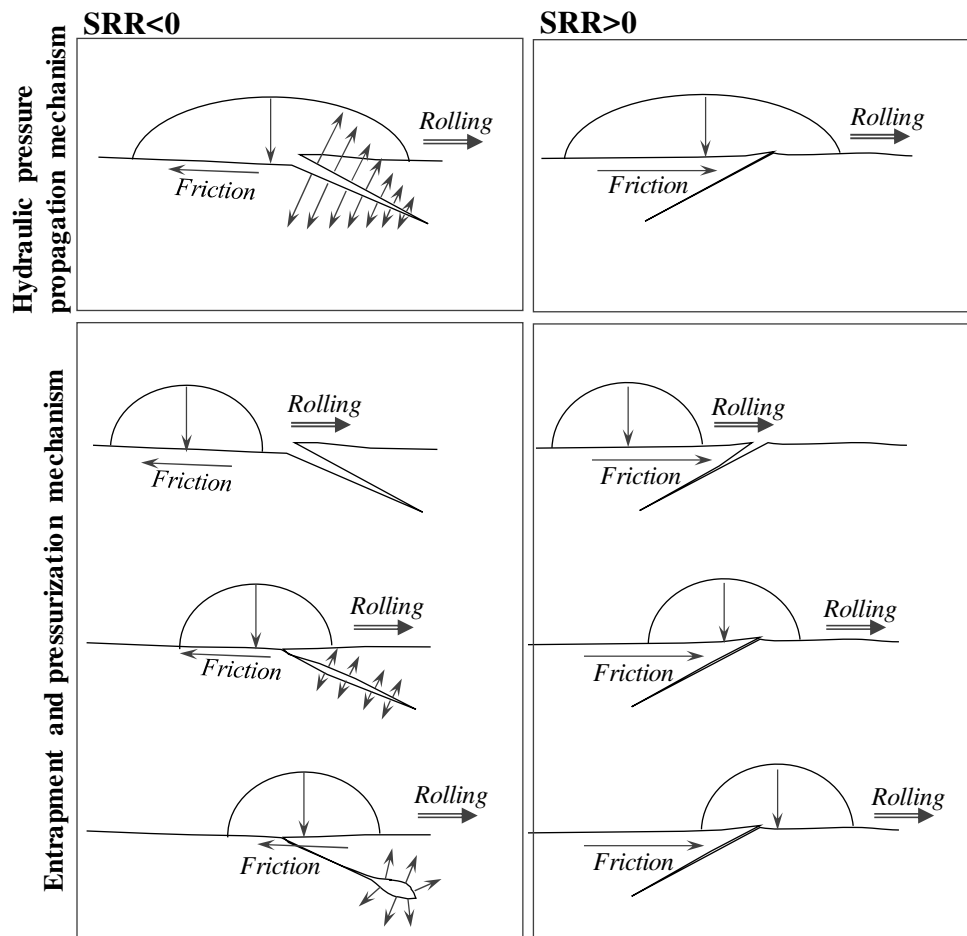 SRR<0
SRR>0
Hydraulic pressure
propagation mechanism
Rolling
Friction
Rolling
Friction
Entrapment and pressurization mechanism
Rolling
Friction
Rolling
Friction
Rolling
Friction
Rolling
Friction
Rolling
Friction
Rolling
Friction